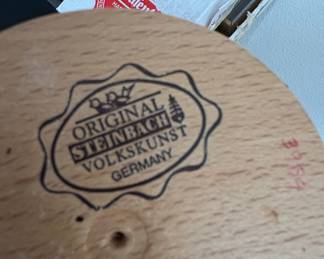 ORIGINAL
STEINBACH
VOLKSKUNST
GERMANY